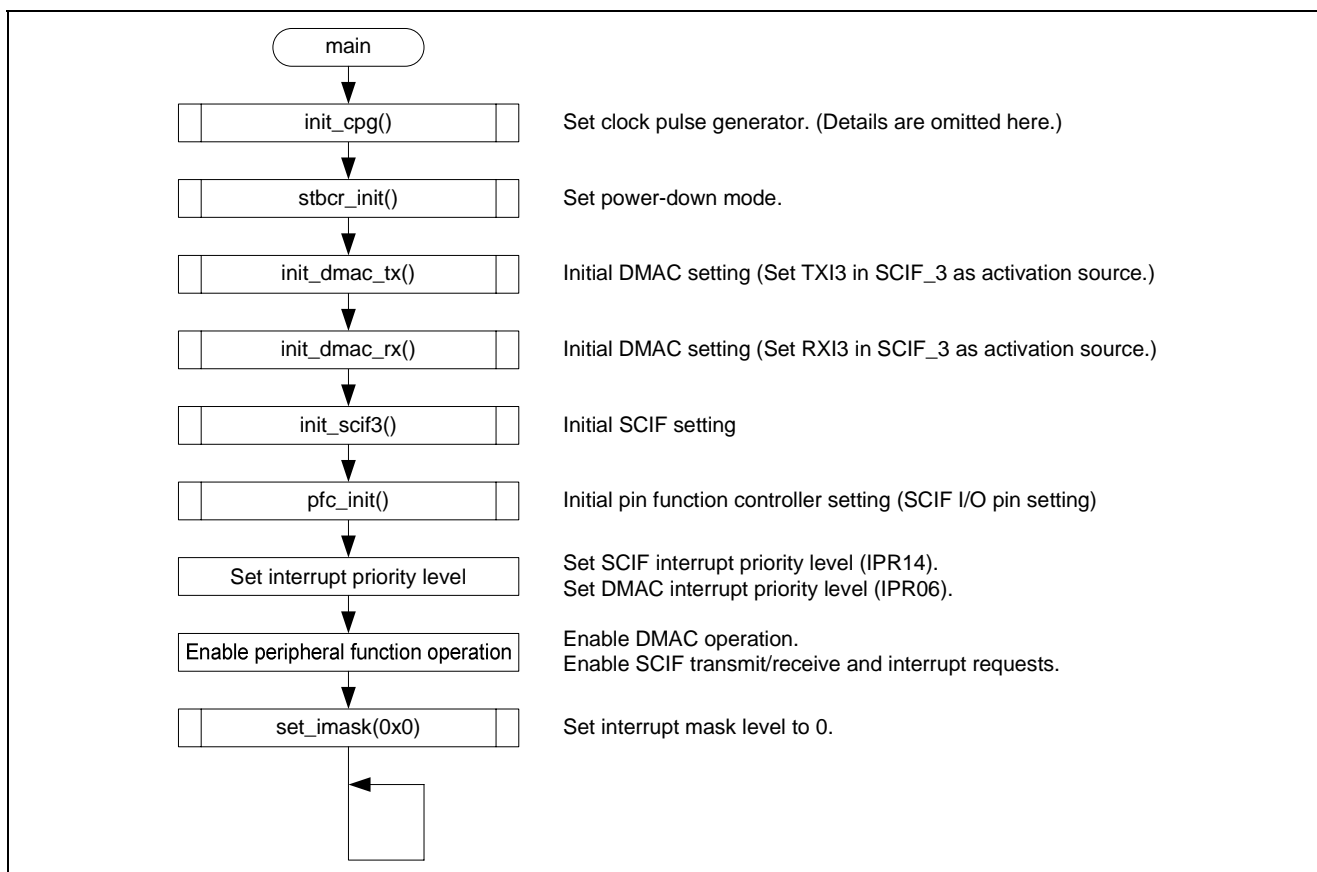 main
init_cpg()
Set clock pulse generator. (Details are omitted here.)
stbcr_init()
Set power-down mode.
init_dmac_tx()
Initial DMAC setting (Set TXI3 in SCIF_3 as activation source.)
init_dmac_rx()
Initial DMAC setting (Set RXI3 in SCIF_3 as activation source.)
init_scif3()
Initial SCIF setting
pfc_init()
Initial pin function controller setting (SCIF I/O pin setting)
Set interrupt priority level
Set SCIF interrupt priority level (IPR14).
Set DMAC interrupt priority level (IPR06).
Enable peripheral function operation
Enable DMAC operation.
Enable SCIF transmit/receive and interrupt requests.
set_imask(0x0)
Set interrupt mask level to 0.